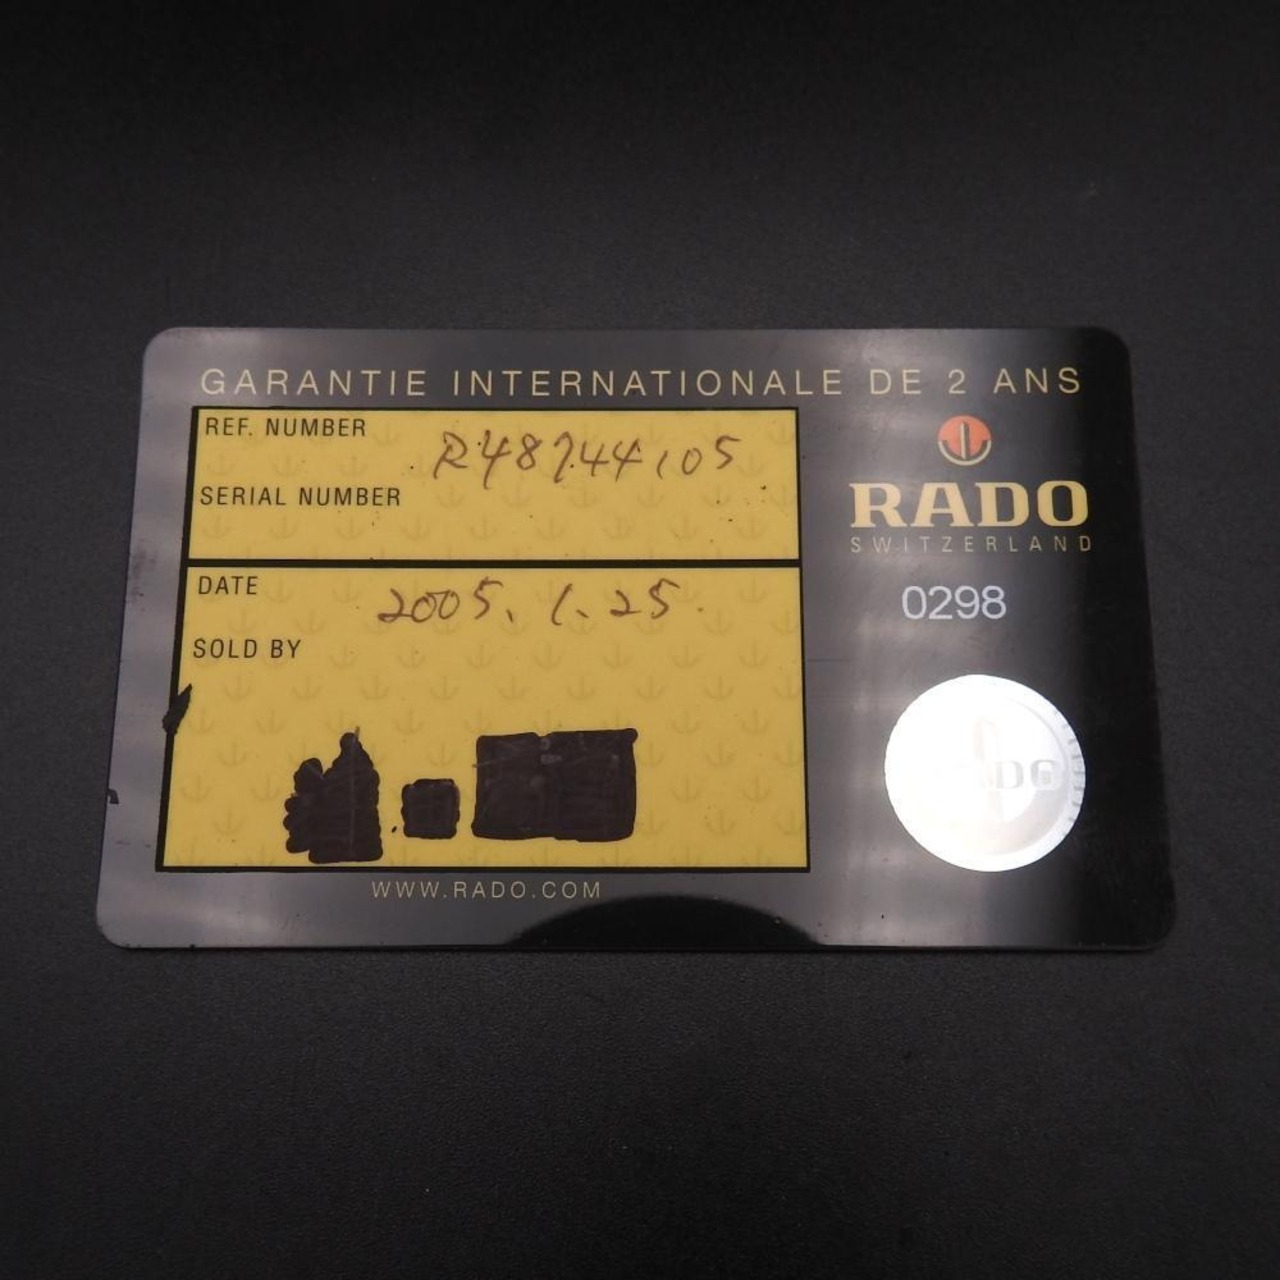 GARANTIE INTERNATIONALE DE 2 ANS
REF. NUMBER R48744105
SERIAL NUMBER
DATE 2005. 1. 25.
SOLD BY
WWW.RADO.COM
RADO
SWITZERLAND
0298